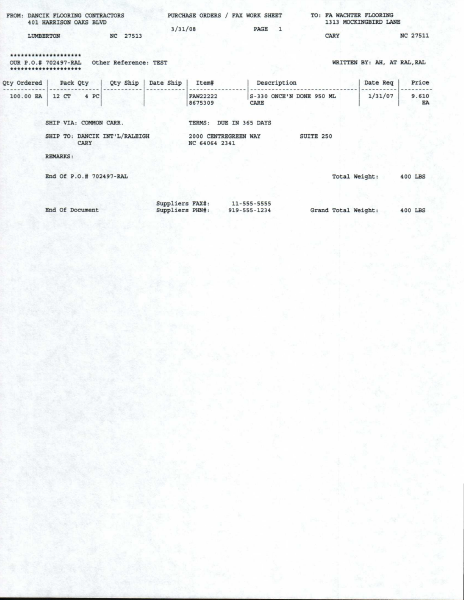 FROM: DANCIK FLOORING CONTRACTORS PURCHASE ORDERS / FAX WORK SHEET TO: FA WACHTER FLOORING
401 HARRISON OAKS BLVD 1313 MOCKINGBIRD LANE
3/31/08 PAGE 1
LUMBERTON NC 27513 CARY NC 27511
********************
OUR P.O.# 702497-RAL Other Reference: TEST WRITTEN BY: AH, AT RAL,RAL
********************
Qty Ordered | Pack Qty | Qty Ship | Date Ship | Item# | Description | Date Req | Price
100.00 EA 12 CT 4 PC FAW22222 S-330 ONCE'N DONE 950 ML 1/31/07 9.610
8675309 CARE EA
SHIP VIA: COMMON CARR. TERMS: DUE IN 365 DAYS
SHIP TO: DANCIK INT'L/RALEIGH 2000 CENTREGREEN WAY SUITE 250
CARY NC 64064 2341
REMARKS:
End Of P.O.# 702497-RAL Total Weight: 400 LBS
Suppliers FAX#: 11-555-5555
Suppliers PHN#: 919-555-1234
End Of Document Grand Total Weight: 400 LBS